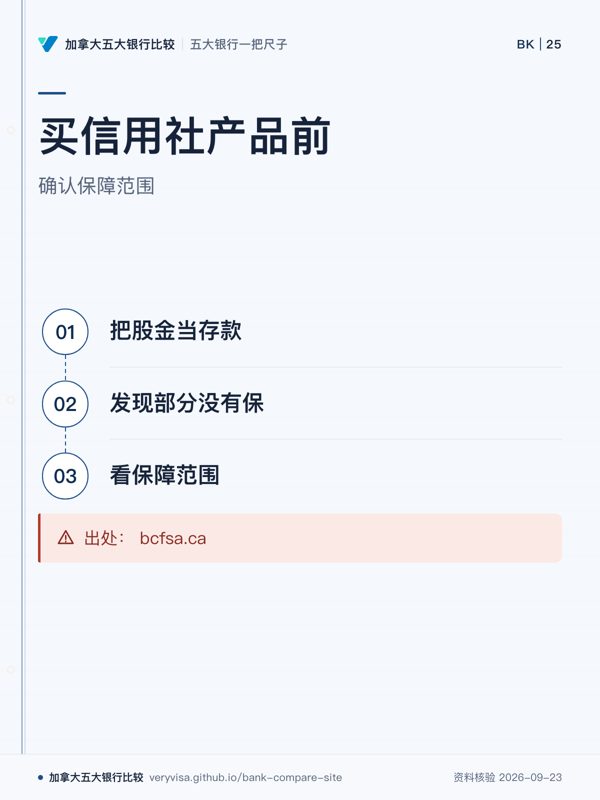 加拿大五大银行比较 | 五大银行一把尺子
BK | 25
买信用社产品前
确认保障范围
01 把股金当存款
02 发现部分没有保
03 看保障范围
出处： bcfsa.ca
加拿大五大银行比较 veryvisa.github.io/bank-compare-site
资料核验 2026-09-23